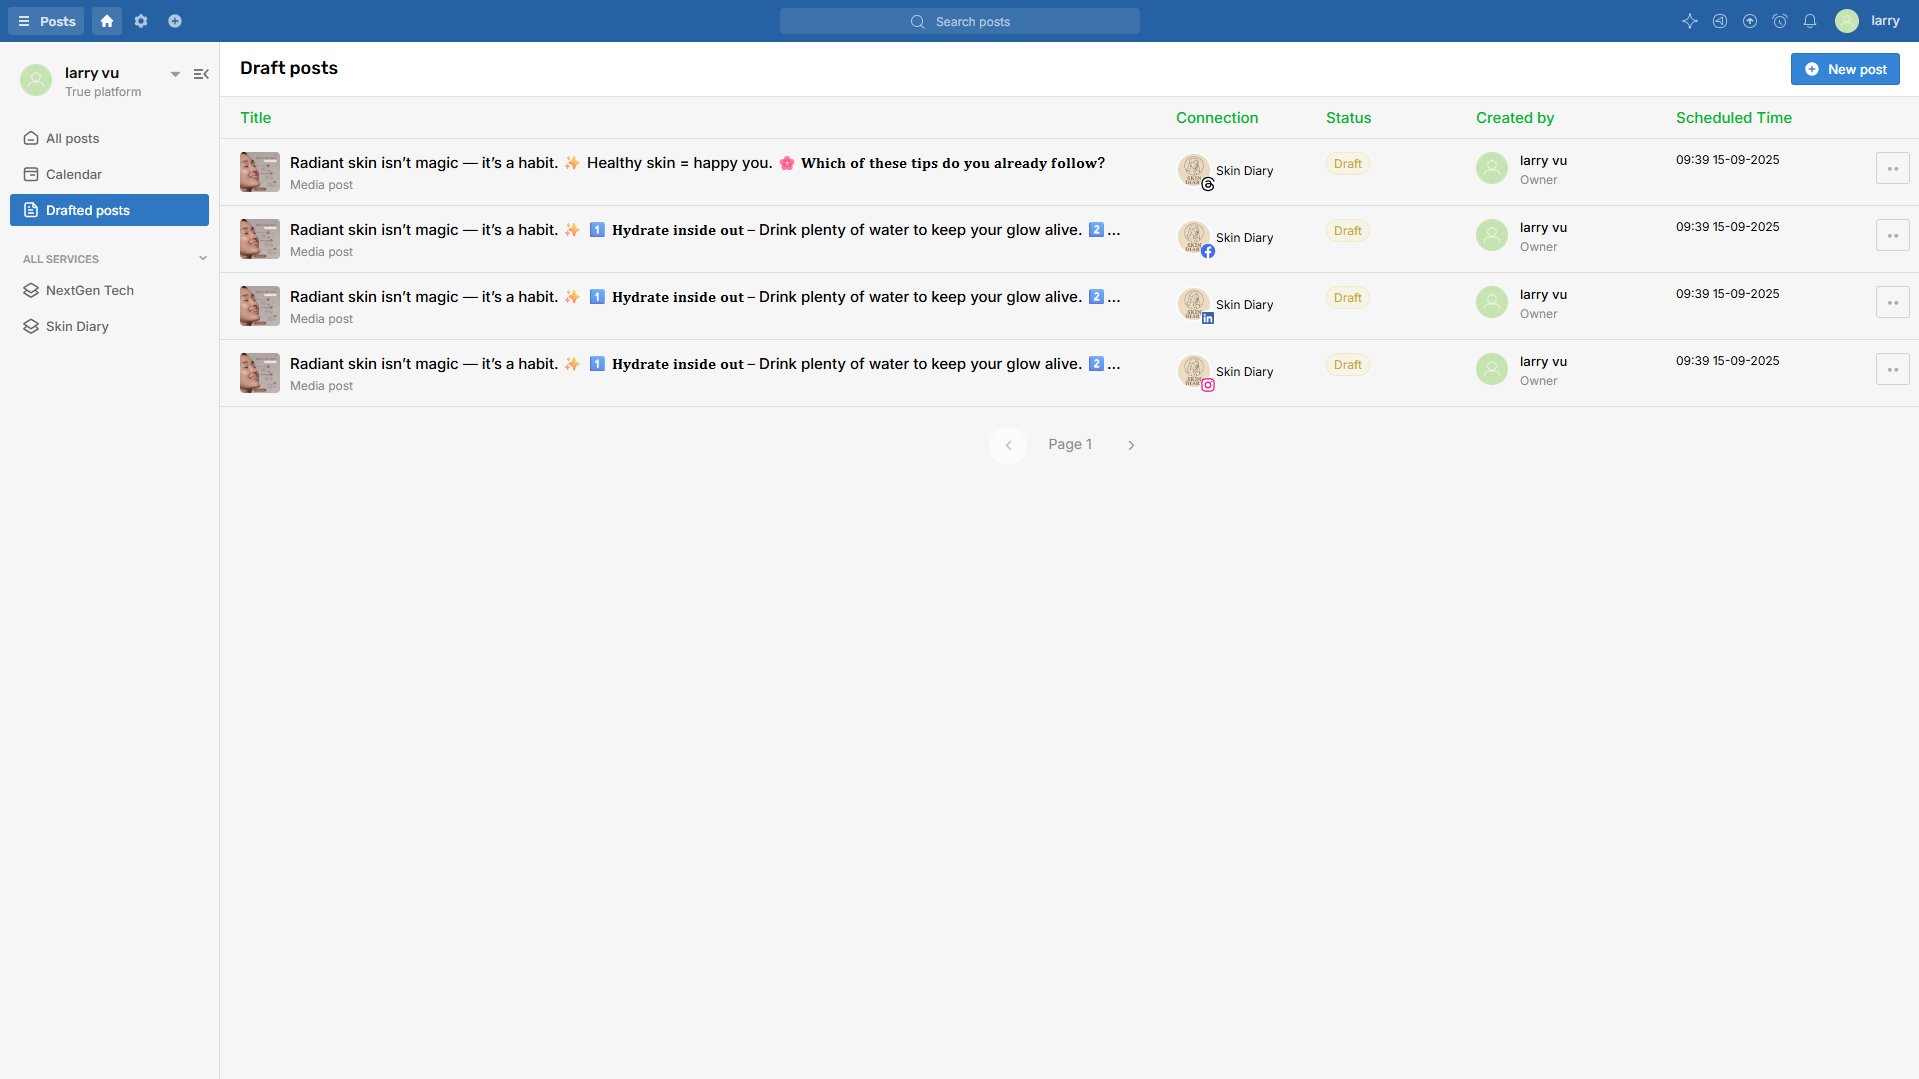 Posts
Search posts
larry
larry vu
True platform
All posts
Calendar
Drafted posts
ALL SERVICES
NextGen Tech
Skin Diary
Draft posts
New post
Title Connection Status Created by Scheduled Time
Radiant skin isn’t magic — it’s a habit. ✨ Healthy skin = happy you. 🌸 Which of these tips do you already follow?
Media post
Skin Diary
Draft
larry vu
Owner
09:39 15-09-2025
Radiant skin isn’t magic — it’s a habit. ✨ 1️⃣ Hydrate inside out – Drink plenty of water to keep your glow alive. 2️⃣ ...
Media post
Skin Diary
Draft
larry vu
Owner
09:39 15-09-2025
Radiant skin isn’t magic — it’s a habit. ✨ 1️⃣ Hydrate inside out – Drink plenty of water to keep your glow alive. 2️⃣ ...
Media post
Skin Diary
Draft
larry vu
Owner
09:39 15-09-2025
Radiant skin isn’t magic — it’s a habit. ✨ 1️⃣ Hydrate inside out – Drink plenty of water to keep your glow alive. 2️⃣ ...
Media post
Skin Diary
Draft
larry vu
Owner
09:39 15-09-2025
Page 1